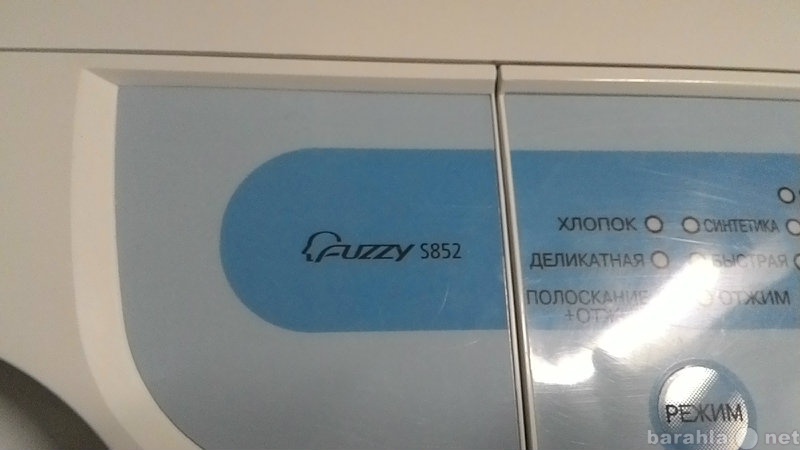 FUZZY S852
ХЛОПОК СИНТЕТИКА
ДЕЛИКАТНАЯ БЫСТРАЯ
ПОЛОСКАНИЕ ОТЖИМ
РЕЖИМ
barahla net